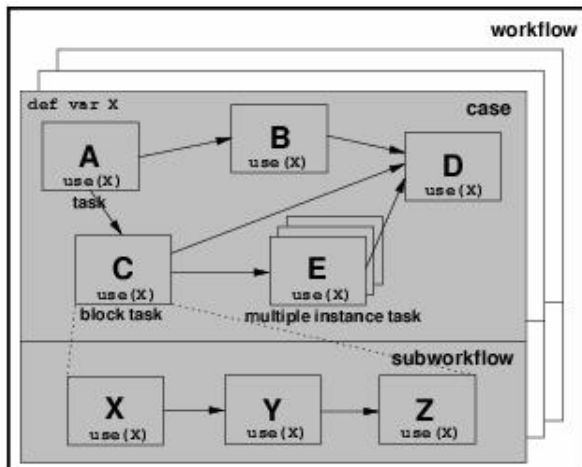 workflow
def var X
case
A
use(X)
task
B
use(X)
D
use(X)
C
use(X)
block task
E
use(X)
multiple instance task
subworkflow
X
use(X)
Y
use(X)
Z
use(X)